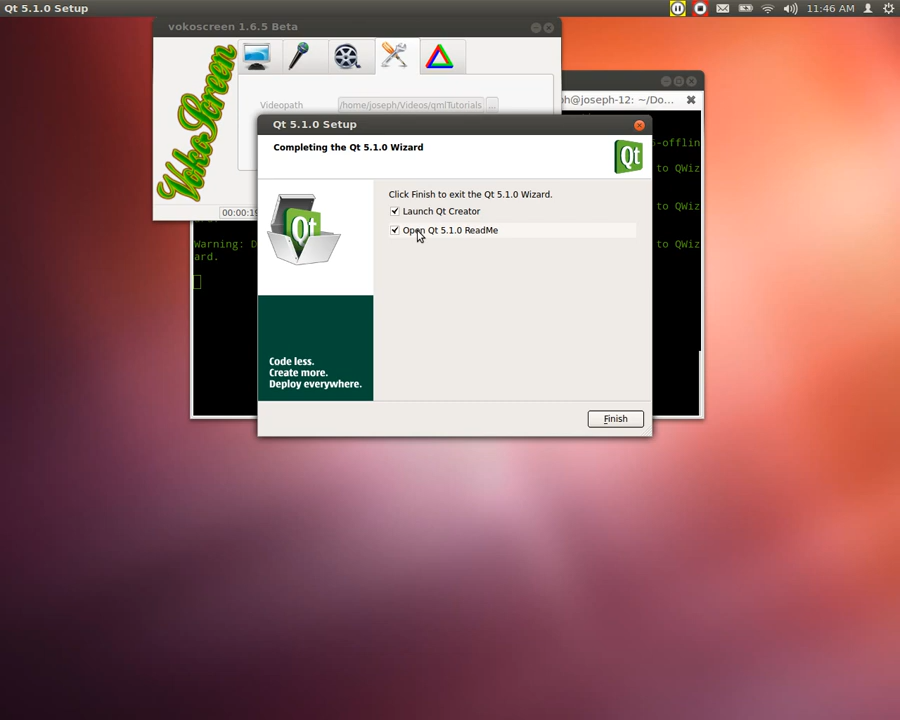 Qt 5.1.0 Setup
11:46 AM
vokoscreen 1.6.5 Beta
VokoScreen
Videopath
/home/joseph/Videos/qmlTutorials
...
00:00:19
ph@joseph-12: ~/Do...
-offlin
to QWiz
to QWiz
Warning: D
to QWiz
ard.
Qt 5.1.0 Setup
Completing the Qt 5.1.0 Wizard
Qt
Click Finish to exit the Qt 5.1.0 Wizard.
Launch Qt Creator
Open Qt 5.1.0 ReadMe
Qt
Code less.
Create more.
Deploy everywhere.
Finish